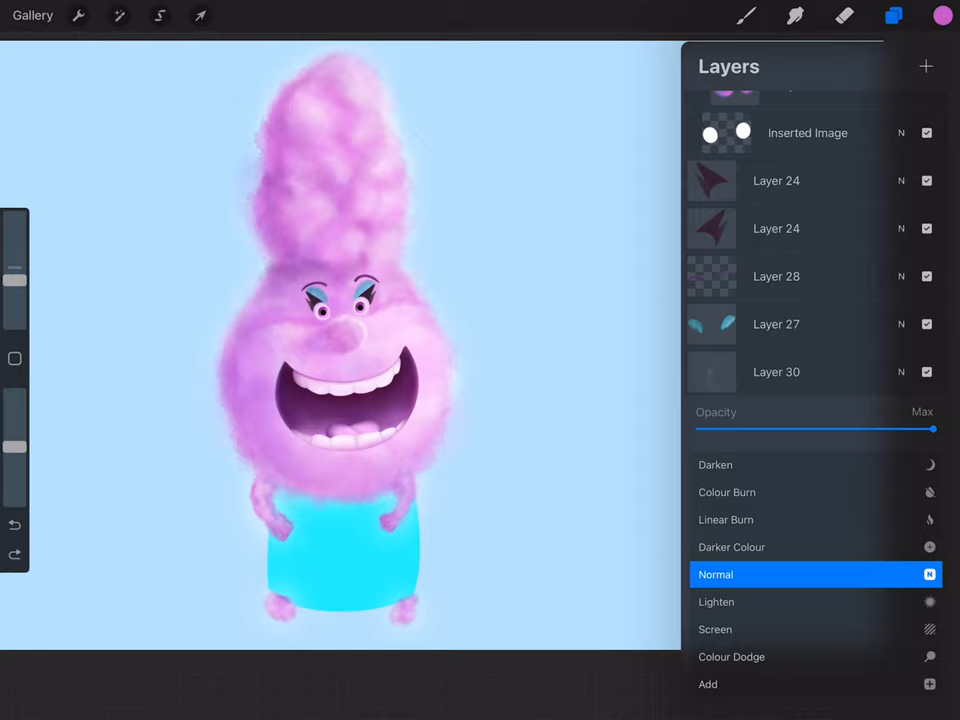 Gallery
Layers
Inserted Image N
Layer 24 N
Layer 24 N
Layer 28 N
Layer 27 N
Layer 30 N
Opacity Max
Darken
Colour Burn
Linear Burn
Darker Colour
Normal N
Lighten
Screen
Colour Dodge
Add